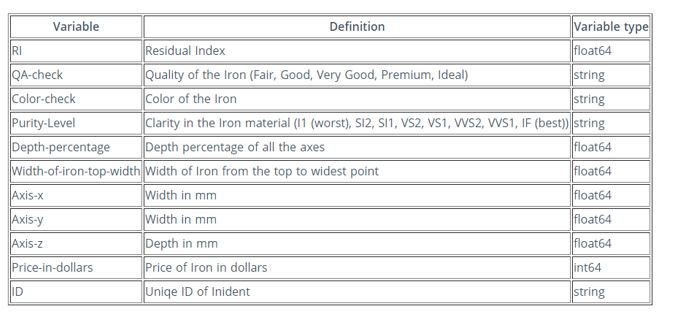 Variable Definition Variable type
RI Residual Index float64
QA-check Quality of the Iron (Fair, Good, Very Good, Premium, Ideal) string
Color-check Color of the Iron string
Purity-Level Clarity in the Iron material (I1 (worst), SI2, SI1, VS2, VS1, VVS2, VVS1, IF (best)) string
Depth-percentage Depth percentage of all the axes float64
Width-of-iron-top-width Width of Iron from the top to widest point float64
Axis-x Width in mm float64
Axis-y Width in mm float64
Axis-z Depth in mm float64
Price-in-dollars Price of Iron in dollars int64
ID Uniqe ID of Inident string